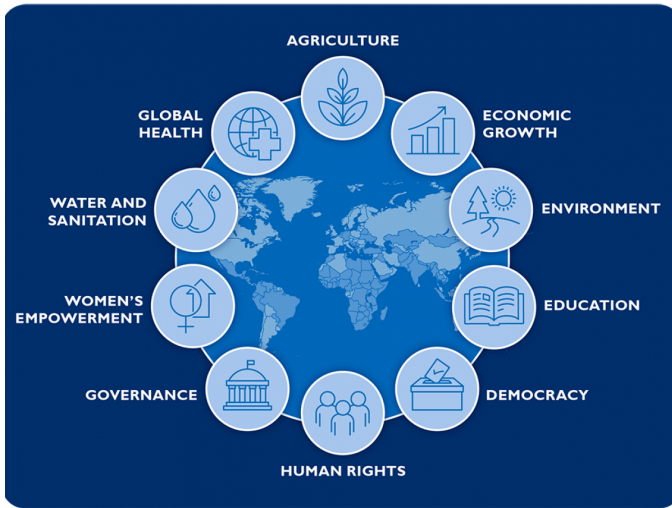 AGRICULTURE
GLOBAL
HEALTH
ECONOMIC
GROWTH
WATER AND
SANITATION
ENVIRONMENT
WOMEN'S
EMPOWERMENT
EDUCATION
GOVERNANCE
DEMOCRACY
HUMAN RIGHTS